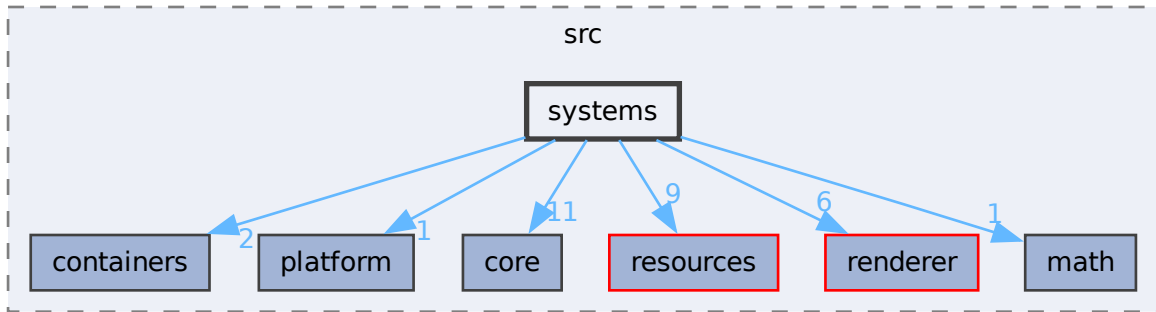 src
systems
2
1
11
9
6
1
containers
platform
core
resources
renderer
math